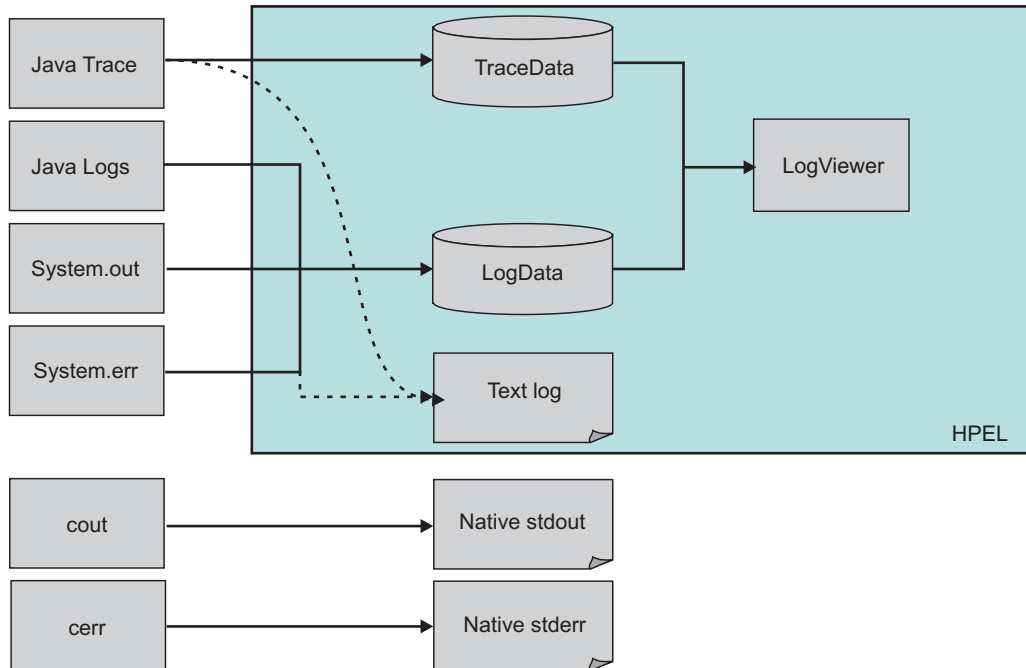 Java Trace
TraceData
Java Logs
LogViewer
System.out
LogData
System.err
Text log
HPEL
cout
Native stdout
cerr
Native stderr